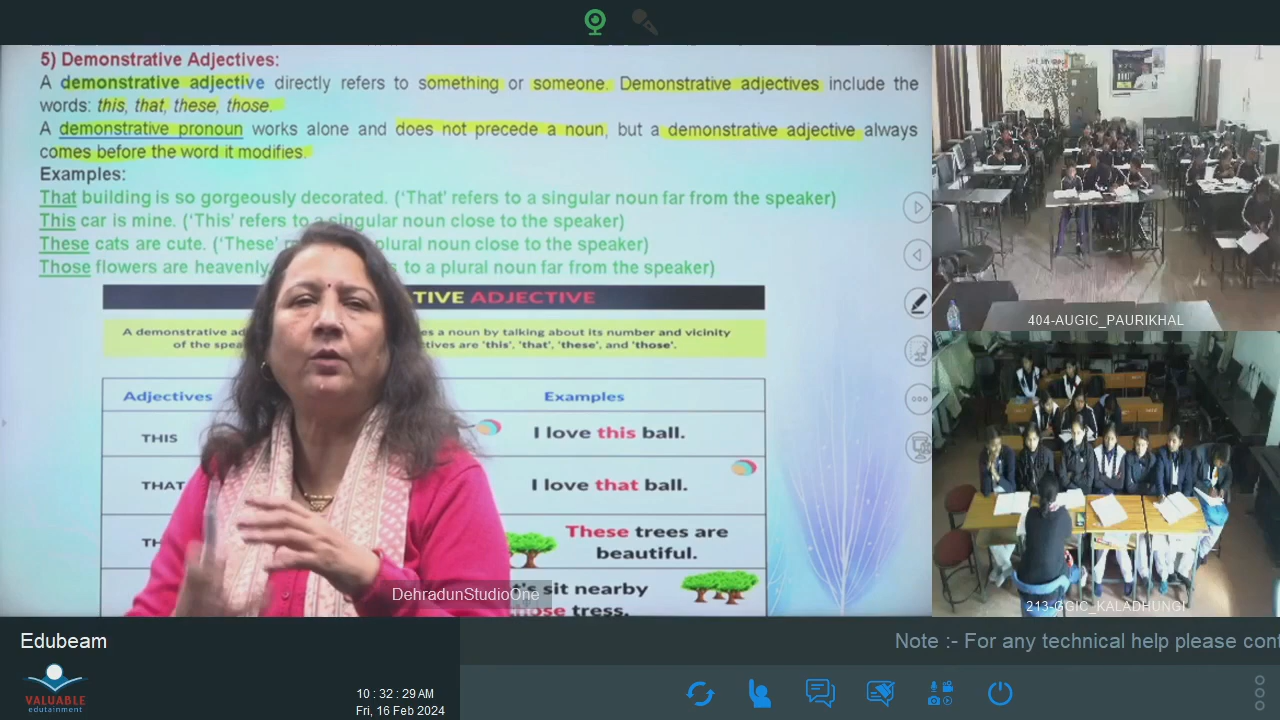 5) Demonstrative Adjectives:
A demonstrative adjective directly refers to something or someone. Demonstrative adjectives include the
words: this, that, these, those.
A demonstrative pronoun works alone and does not precede a noun, but a demonstrative adjective always
comes before the word it modifies.
Examples:
That building is so gorgeously decorated. (‘That’ refers to a singular noun far from the speaker)
This car is mine. (‘This’ refers to a singular noun close to the speaker)
These cats are cute. (‘These’ plural noun close to the speaker)
Those flowers are heavenly. to a plural noun far from the speaker)
ADJECTIVE
A demonstrative a noun by talking about its number and vicinity
of the are 'this', 'that', 'these', and 'those'.
Adjectives Examples
THIS I love this ball.
THAT I love that ball.
These trees are
beautiful.
sit nearby
tress.
DehradunStudioOne
404-AUGIC_PAURIKHAL
213-GGIC_KALADHUNGI
Edubeam
Note :- For any technical help please
VALUABLE
edutainment
10 : 32 : 29 AM
Fri, 16 Feb 2024